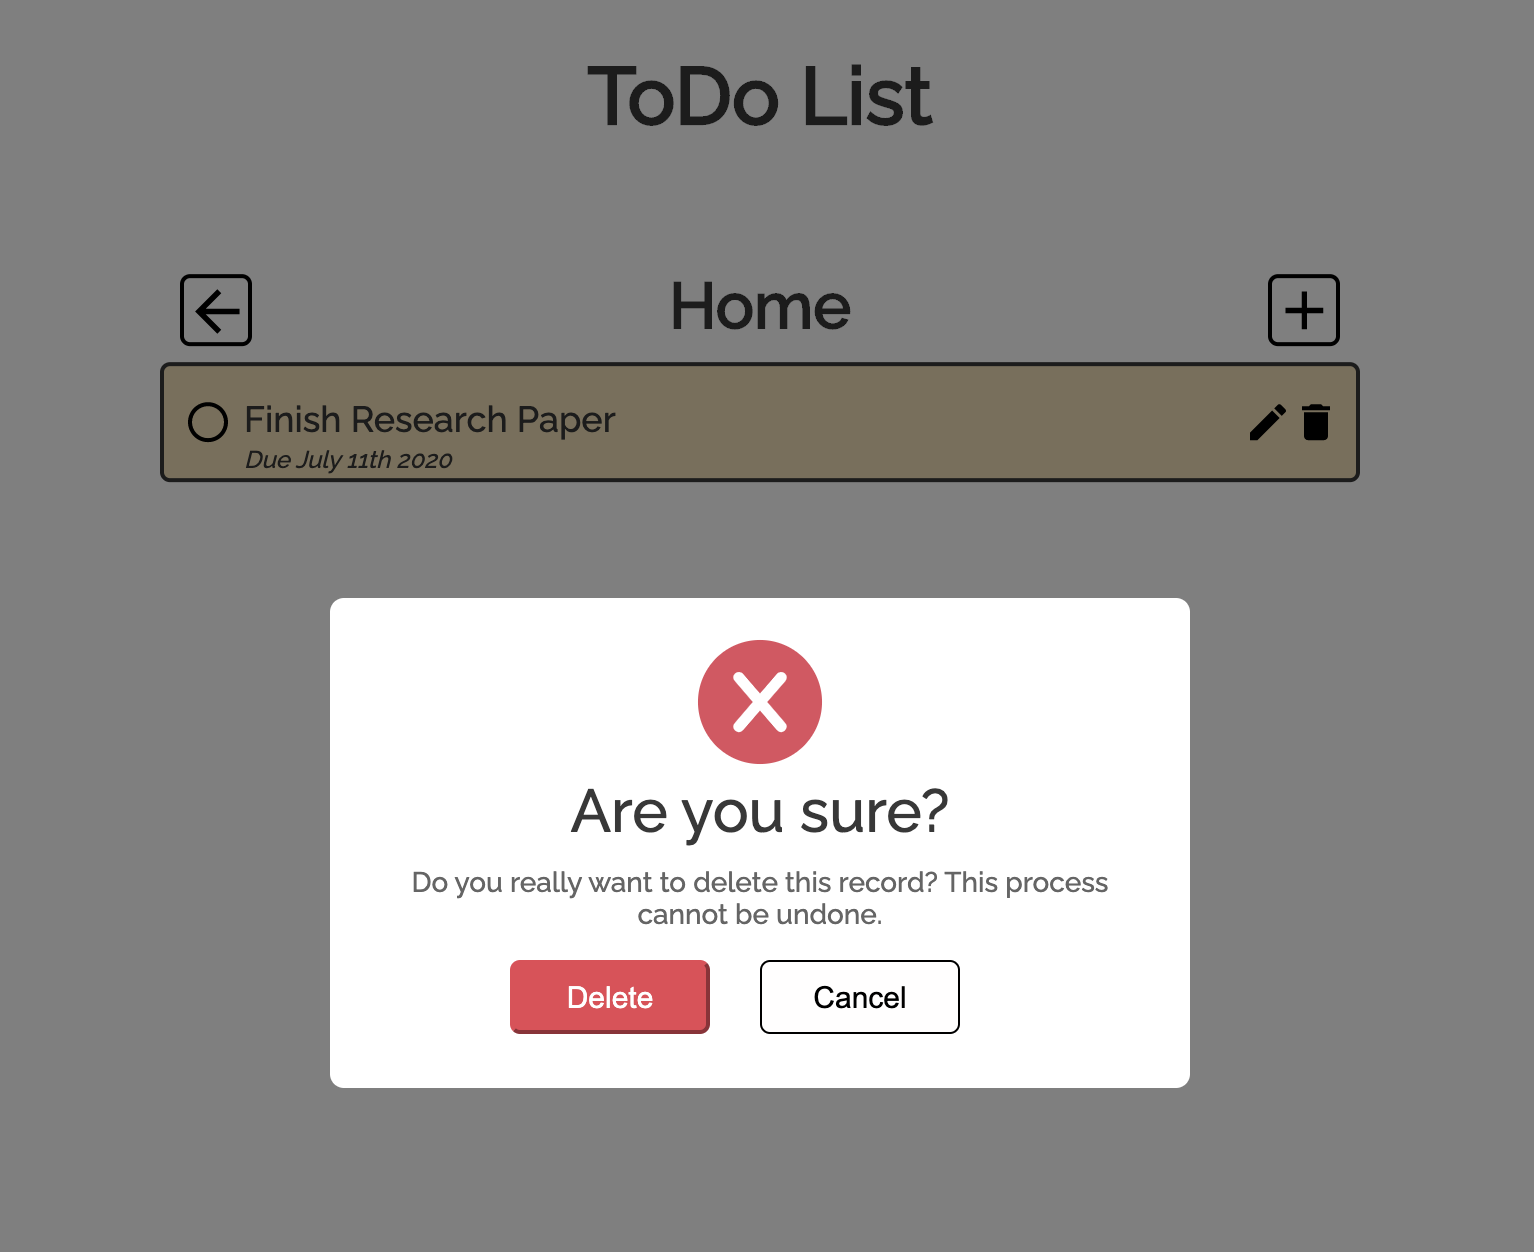 ToDo List
Home
Finish Research Paper
Due July 11th 2020
Are you sure?
Do you really want to delete this record? This process
cannot be undone.
Delete
Cancel